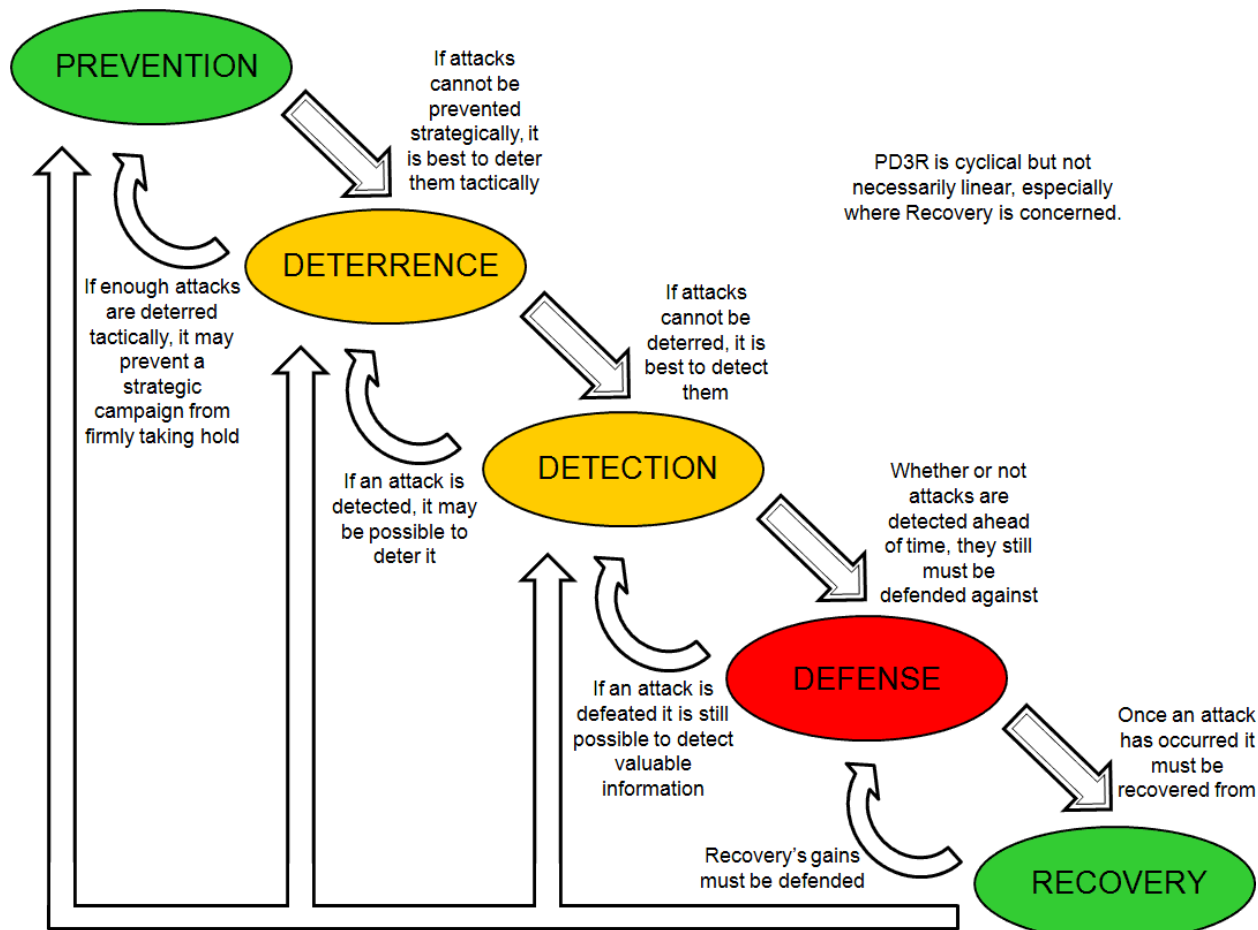 PREVENTION
If attacks
cannot be
prevented
strategically, it
is best to deter
them tactically
PD3R is cyclical but not
necessarily linear, especially
where Recovery is concerned.
DETERRENCE
If enough attacks
are deterred
tactically, it may
prevent a
strategic
campaign from
firmly taking hold
If attacks
cannot be
deterred, it is
best to detect
them
DETECTION
If an attack is
detected, it may
be possible to
deter it
Whether or not
attacks are
detected ahead
of time, they still
must be
defended against
DEFENSE
If an attack is
defeated it is still
possible to detect
valuable
information
Once an attack
has occurred it
must be
recovered from
Recovery’s gains
must be defended
RECOVERY